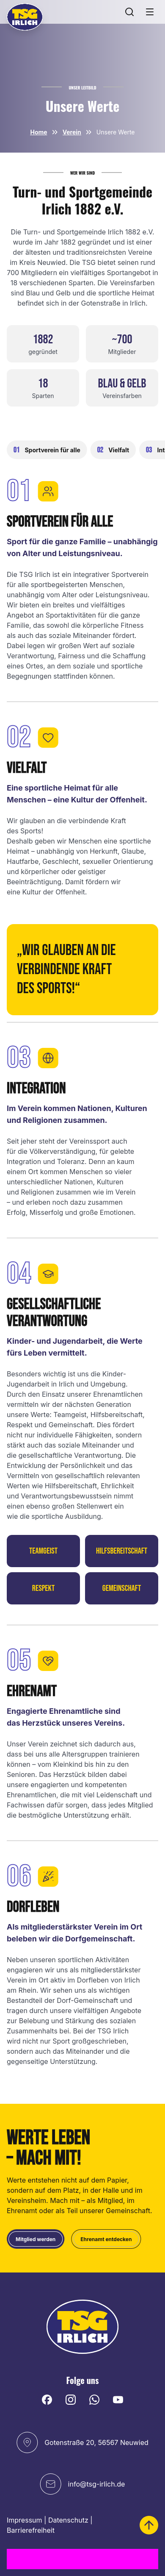 TSG
IRLICH
UNSER LEITBILD
Unsere Werte
Home » Verein » Unsere Werte
WER WIR SIND
Turn- und Sportgemeinde
Irlich 1882 e.V.
Die Turn- und Sportgemeinde Irlich 1882 e.V.
wurde im Jahr 1882 gegründet und ist einer
der ältesten und traditionsreichsten Vereine
im Kreis Neuwied. Die TSG bietet seinen rund
700 Mitgliedern ein vielfältiges Sportangebot in
18 verschiedenen Sparten. Die Vereinsfarben
sind Blau und Gelb und die sportliche Heimat
befindet sich in der Gotenstraße in Irlich.
1882
gegründet
~700
Mitglieder
18
Sparten
BLAU & GELB
Vereinsfarben
01 Sportverein für alle
02 Vielfalt
03 Int
01
SPORTVEREIN FÜR ALLE
Sport für die ganze Familie – unabhängig
von Alter und Leistungsniveau.
Die TSG Irlich ist ein integrativer Sportverein
für alle sportbegeisterten Menschen,
unabhängig vom Alter oder Leistungsniveau.
Wir bieten ein breites und vielfältiges
Angebot an Sportaktivitäten für die ganze
Familie, das sowohl die körperliche Fitness
als auch das soziale Miteinander fördert.
Dabei legen wir großen Wert auf soziale
Verantwortung, Fairness und die Schaffung
eines Ortes, an dem soziale und sportliche
Begegnungen stattfinden können.
02
VIELFALT
Eine sportliche Heimat für alle
Menschen – eine Kultur der Offenheit.
Wir glauben an die verbindende Kraft
des Sports!
Deshalb geben wir Menschen eine sportliche
Heimat – unabhängig von Herkunft, Glaube,
Hautfarbe, Geschlecht, sexueller Orientierung
und körperlicher oder geistiger
Beeinträchtigung. Damit fördern wir
eine Kultur der Offenheit.
„WIR GLAUBEN AN DIE
VERBINDENDE KRAFT
DES SPORTS!“
03
INTEGRATION
Im Verein kommen Nationen, Kulturen
und Religionen zusammen.
Seit jeher steht der Vereinssport auch
für die Völkerverständigung, für gelebte
Integration und Toleranz. Denn an kaum
einem Ort kommen Menschen
unterschiedlicher Nationen, Kulturen
und Religionen zusammen wie im Verein
– und erleben noch dazu zusammen
Erfolg, Misserfolg und große Emotionen.
04
GESELLSCHAFTLICHE
VERANTWORTUNG
Kinder- und Jugendarbeit, die Werte
fürs Leben vermittelt.
Besonders wichtig ist uns die Kinder-
Jugendarbeit in Irlich und Umgebung.
Durch den Einsatz unserer Ehrenamtlichen
vermitteln wir der nächsten Generation
unsere Werte: Teamgeist, Hilfsbereitschaft,
Respekt und Gemeinschaft. Der Sport fördert
nicht nur individuelle Fähigkeiten, sondern
stärkt auch das soziale Miteinander und
die gesellschaftliche Verantwortung. Die
Entwicklung der Persönlichkeit und das
Vermitteln von gesellschaftlich relevanten
Werten wie Hilfsbereitschaft, Ehrlichkeit
und Verantwortungsbewusstsein nimmt
einen ebenso großen Stellenwert ein
wie die sportliche Ausbildung.
TEAMGEIST
HILFSBEREITSCHAFT
RESPEKT
GEMEINSCHAFT
05
EHRENAMT
Engagierte Ehrenamtliche sind
das Herzstück unseres Vereins.
Unser Verein zeichnet sich dadurch aus,
dass wir bei uns alle Altersgruppen trainieren
können – vom Kleinkind bis hin zu den
Senioren. Das Herzstück bilden dabei
unsere engagierten und kompetenten
Ehrenamtlichen, die mit viel Leidenschaft und
Fachwissen dafür sorgen, dass jedes Mitglied
die bestmögliche Unterstützung erhält.
06
DORFLEBEN
Als mitgliederstärkster Verein im Ort
beleben wir die Dorfgemeinschaft.
Neben unseren sportlichen Aktivitäten
engagieren wir uns als mitgliederstärkster
Verein im Ort aktiv im Dorfleben von Irlich
am Rhein. Wir sehen uns als wichtigen
Bestandteil der Dorf-Gemeinschaft und
tragen durch unsere vielfältigen Angebote
zur Belebung und Stärkung des sozialen
Zusammenhalts bei. Bei der TSG Irlich
wird nicht nur Sport großgeschrieben,
sondern auch das Miteinander und die
gegenseitige Unterstützung.
WERTE LEBEN
– MACH MIT!
Werte entstehen nicht auf dem Papier,
sondern auf dem Platz, in der Halle und im
Vereinsheim. Mach mit – als Mitglied, im
Ehrenamt oder als Teil unserer Gemeinschaft.
Mitglied werden
Ehrenamt entdecken
TSG
IRLICH
Folge uns
Gotenstraße 20, 56567 Neuwied
info@tsg-irlich.de
Impressum | Datenschutz |
Barrierefreiheit